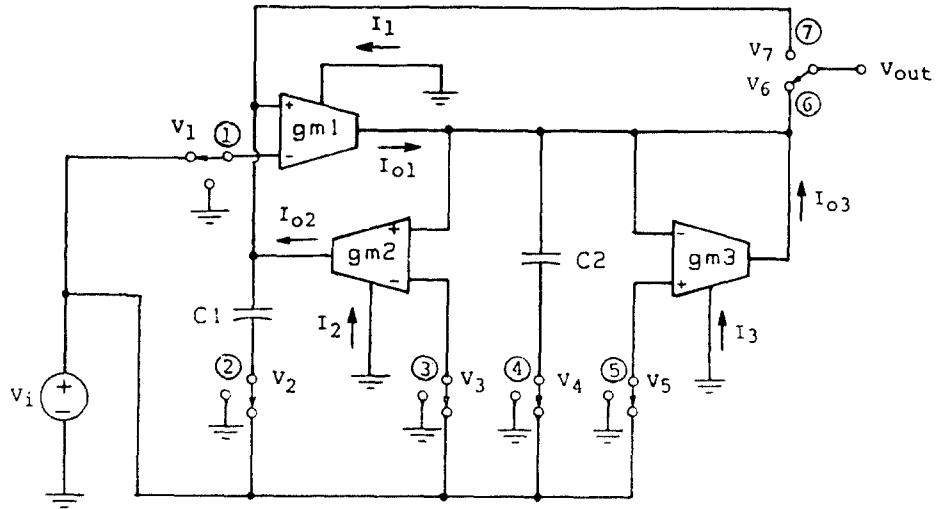 I1
⑦
V7
Vout
V6
⑥
+
gm1
V1
①
-
Io1
Io3
Io2
+
gm2
-
gm3
-
+
C2
C1
I2
I3
②
V2
③
V3
④
V4
⑤
V5
Vi
+
-